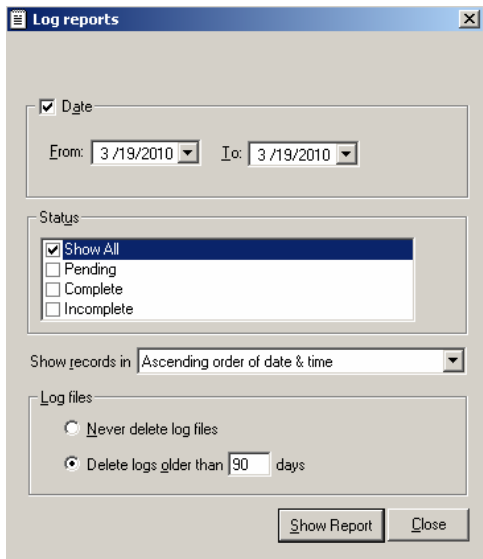 Log reports
Date
From: 3 /19/2010 To: 3 /19/2010
Status
Show All
Pending
Complete
Incomplete
Show records in Ascending order of date & time
Log files
Never delete log files
Delete logs older than 90 days
Show Report Close